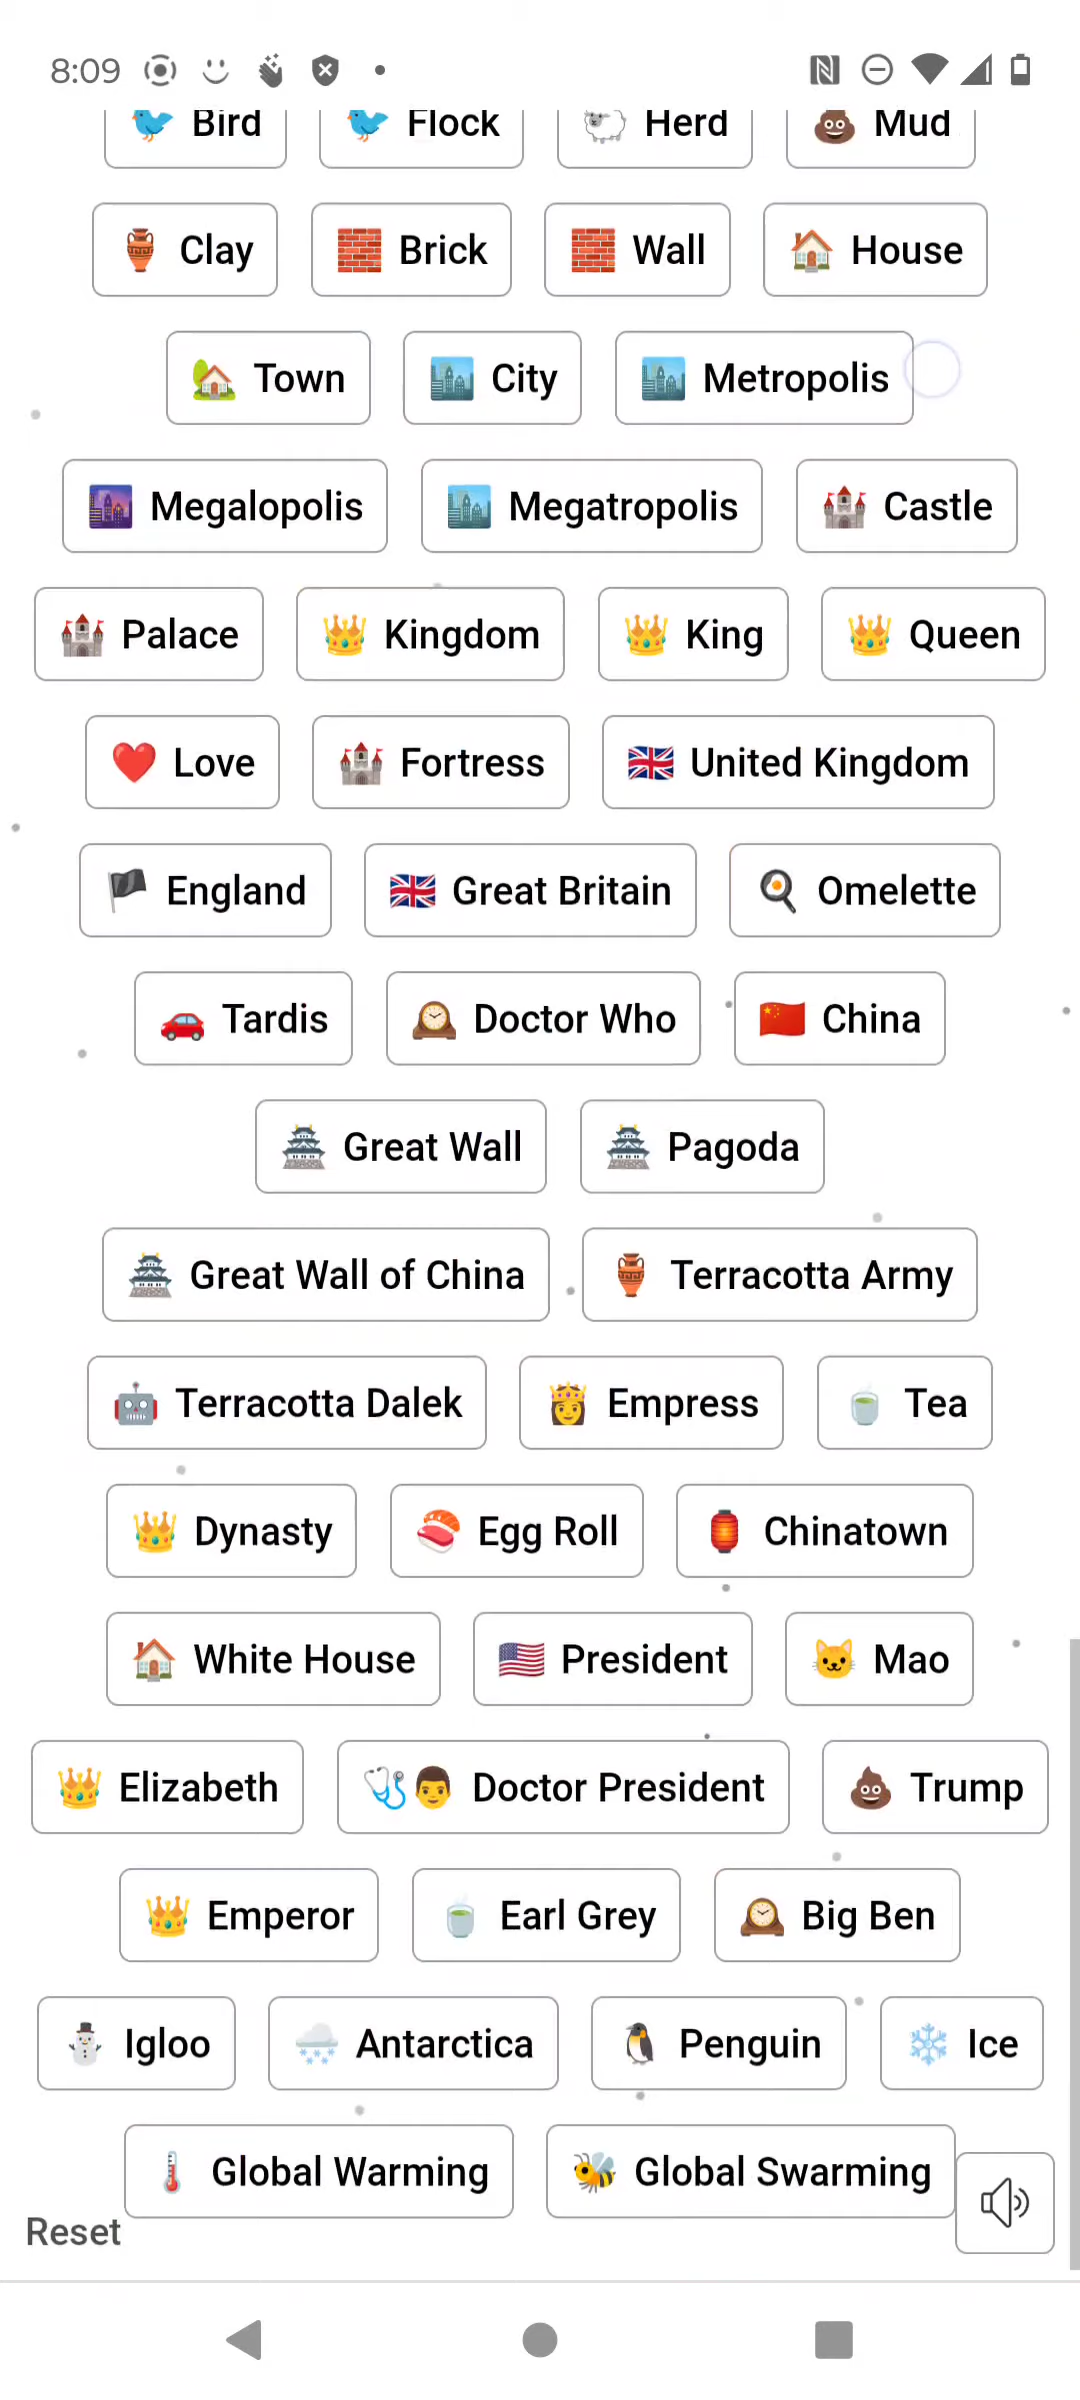 8:09
Bird Flock Herd Mud
Clay Brick Wall House
Town City Metropolis
Megalopolis Megatropolis Castle
Palace Kingdom King Queen
Love Fortress United Kingdom
England Great Britain Omelette
Tardis Doctor Who China
Great Wall Pagoda
Great Wall of China Terracotta Army
Terracotta Dalek Empress Tea
Dynasty Egg Roll Chinatown
White House President Mao
Elizabeth Doctor President Trump
Emperor Earl Grey Big Ben
Igloo Antarctica Penguin Ice
Global Warming Global Swarming
Reset